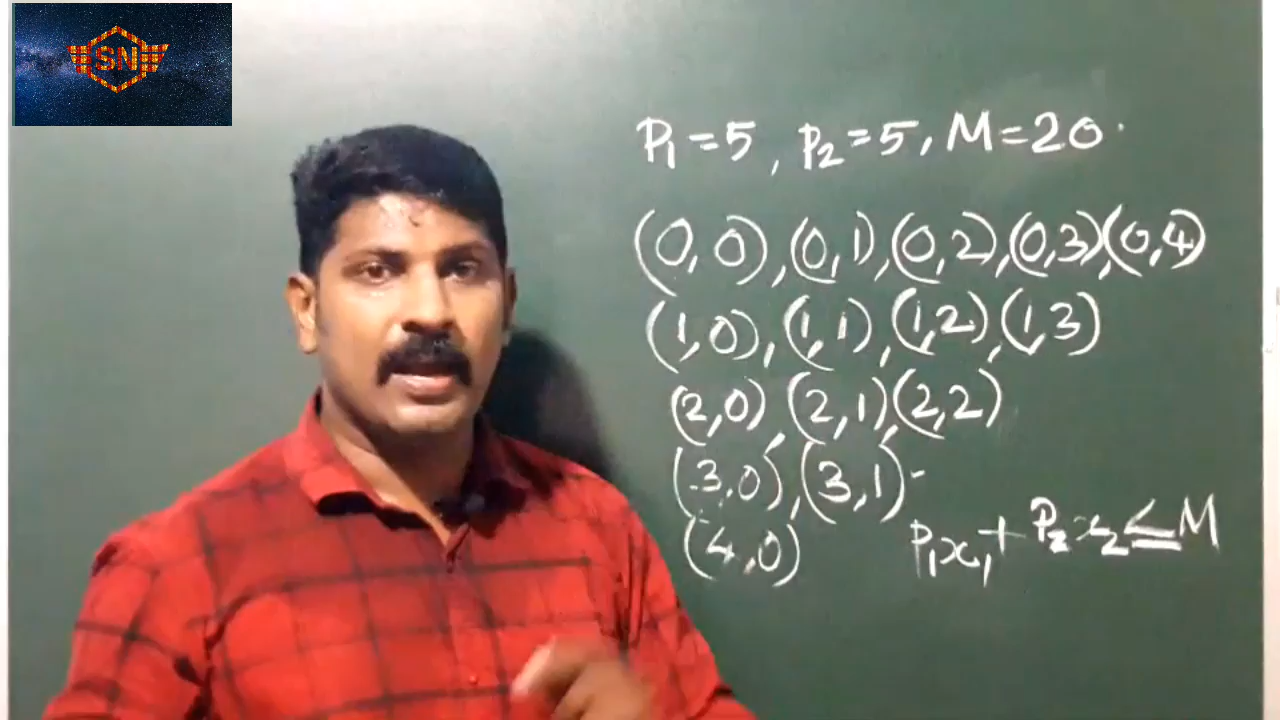 SN
P₁=5, P₂=5, M=20.
(0,0),(0,1),(0,2),(0,3),(0,4)
(1,0),(1,1),(1,2),(1,3)
(2,0),(2,1),(2,2)
(3,0),(3,1)-
(4,0)
P₁x₁+P₂x₂≤M